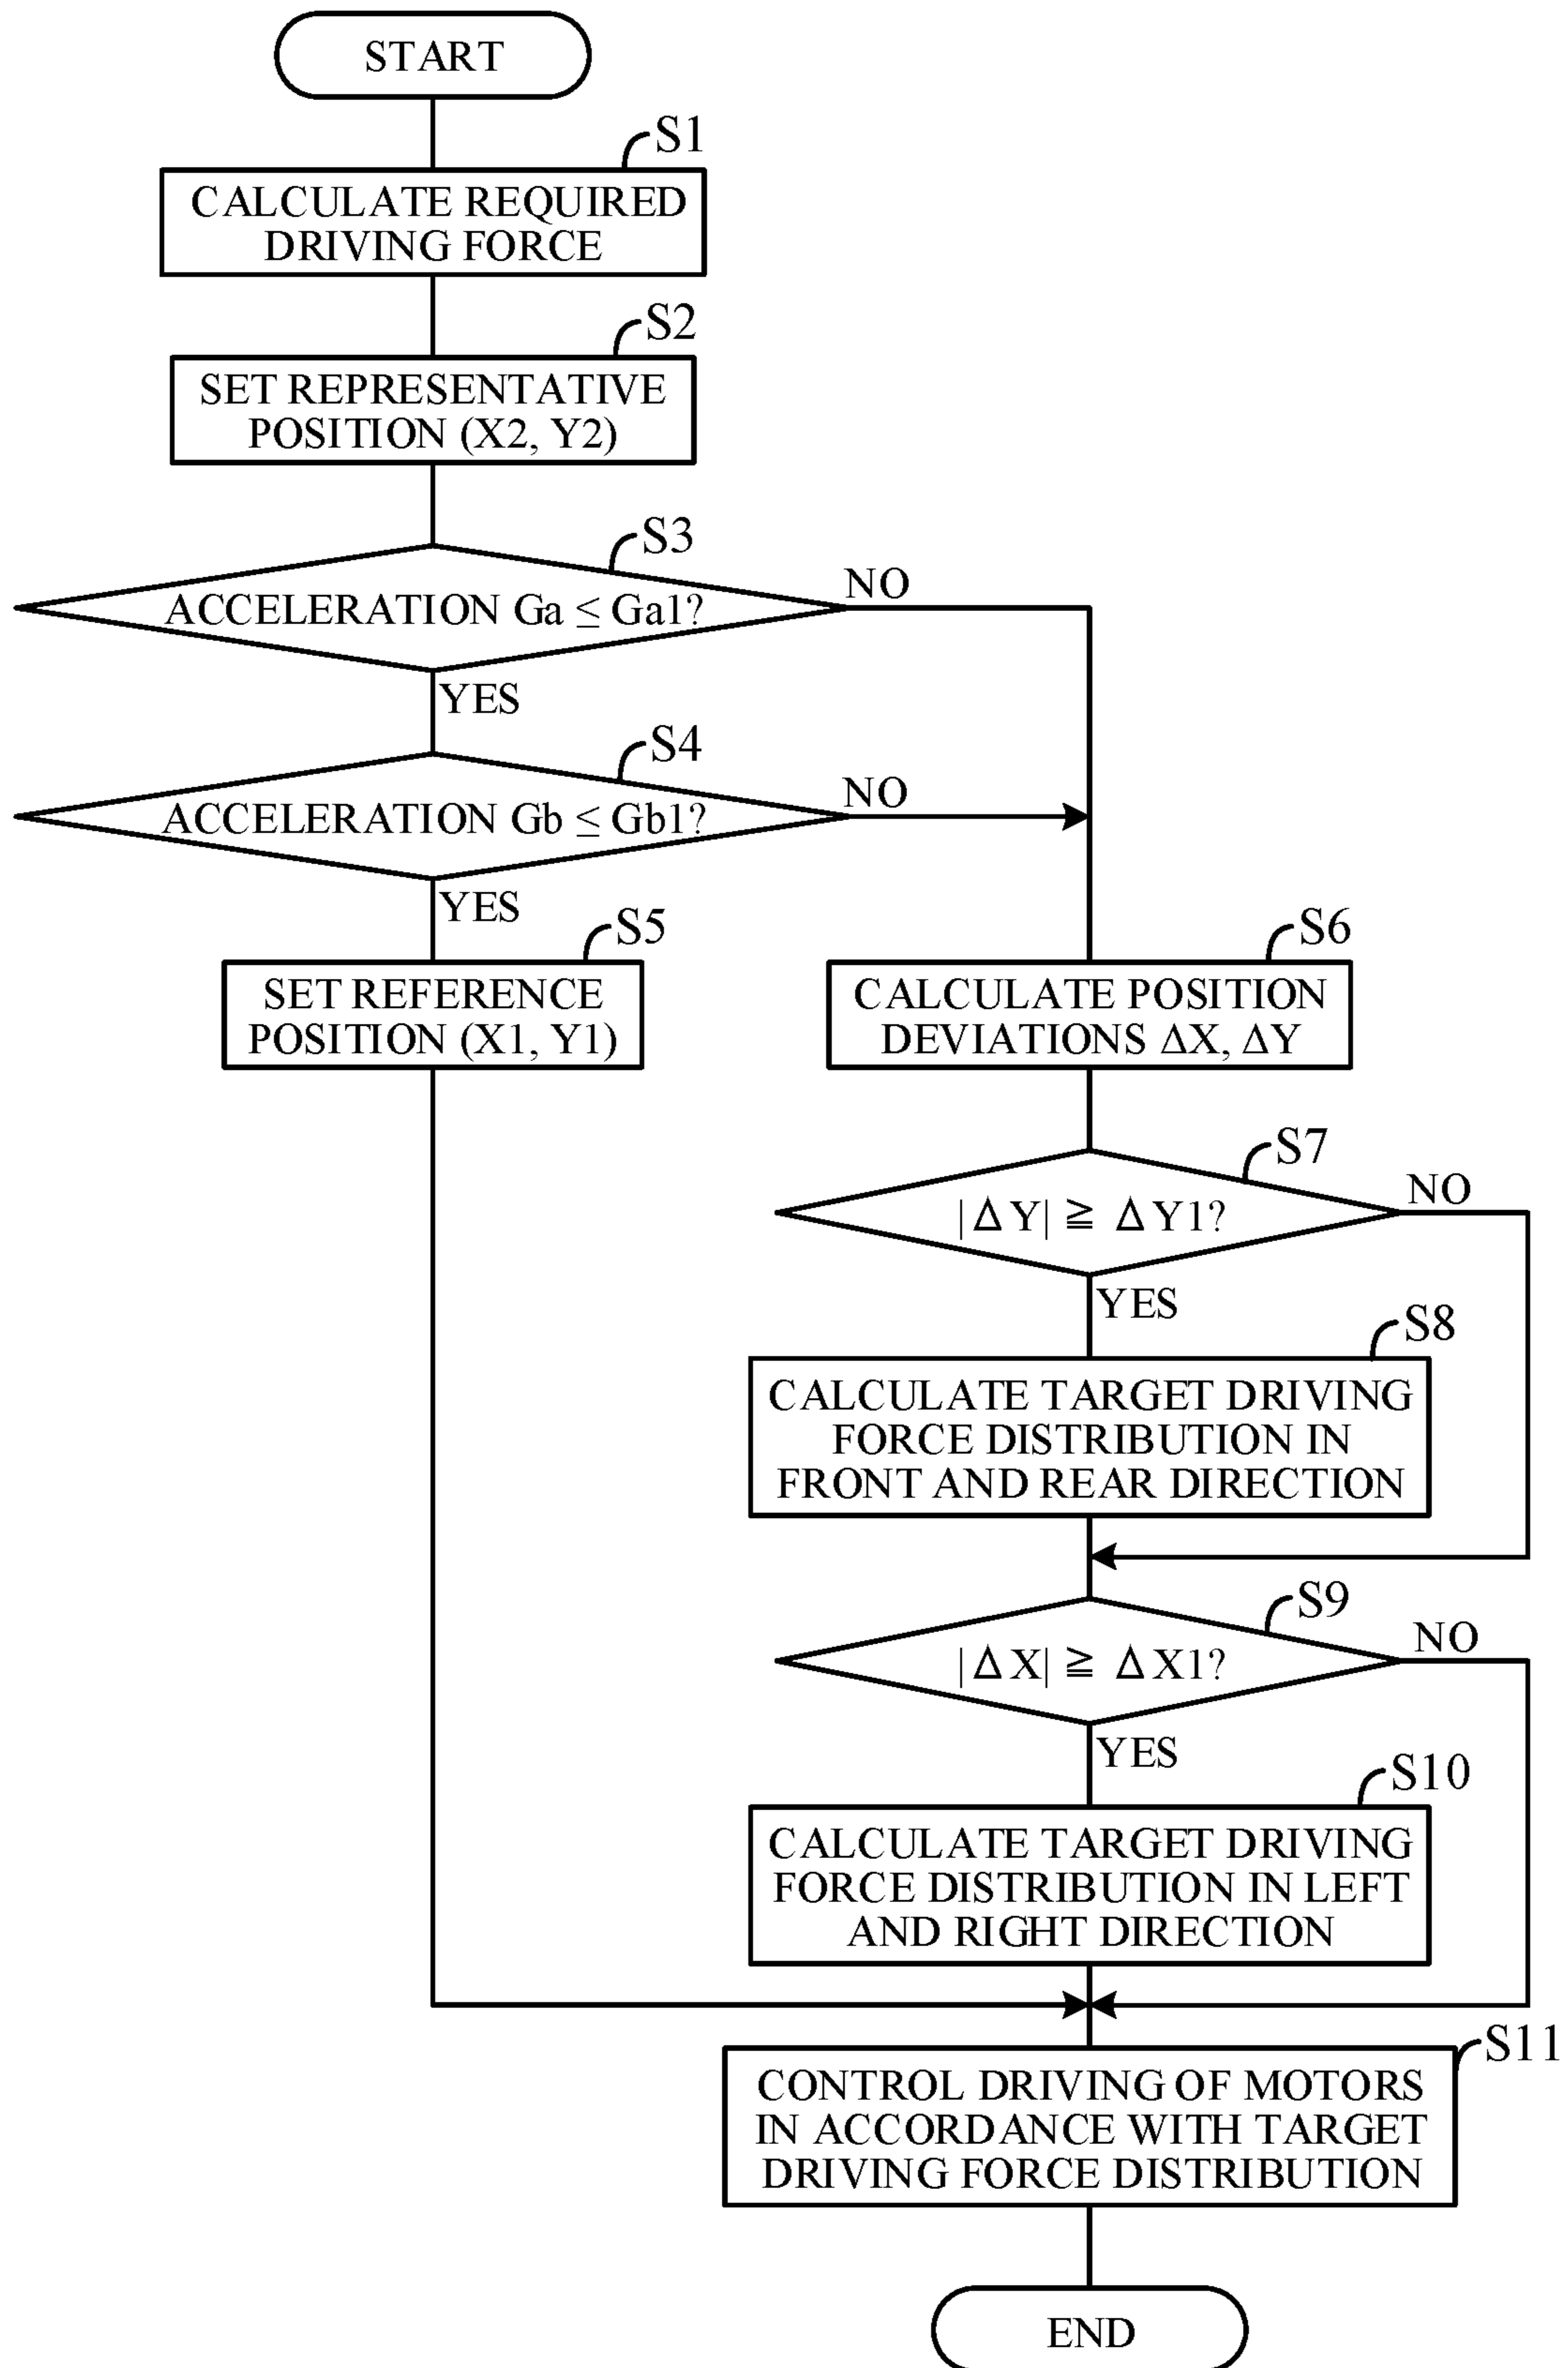 START
S1
CALCULATE REQUIRED
DRIVING FORCE
S2
SET REPRESENTATIVE
POSITION (X2, Y2)
S3
ACCELERATION Ga ≤ Ga1?
NO
YES
S4
ACCELERATION Gb ≤ Gb1?
NO
YES
S5
SET REFERENCE
POSITION (X1, Y1)
S6
CALCULATE POSITION
DEVIATIONS ΔX, ΔY
S7
|ΔY| ≧ ΔY1?
NO
YES
S8
CALCULATE TARGET DRIVING
FORCE DISTRIBUTION IN
FRONT AND REAR DIRECTION
S9
|ΔX| ≧ ΔX1?
NO
YES
S10
CALCULATE TARGET DRIVING
FORCE DISTRIBUTION IN LEFT
AND RIGHT DIRECTION
S11
CONTROL DRIVING OF MOTORS
IN ACCORDANCE WITH TARGET
DRIVING FORCE DISTRIBUTION
END